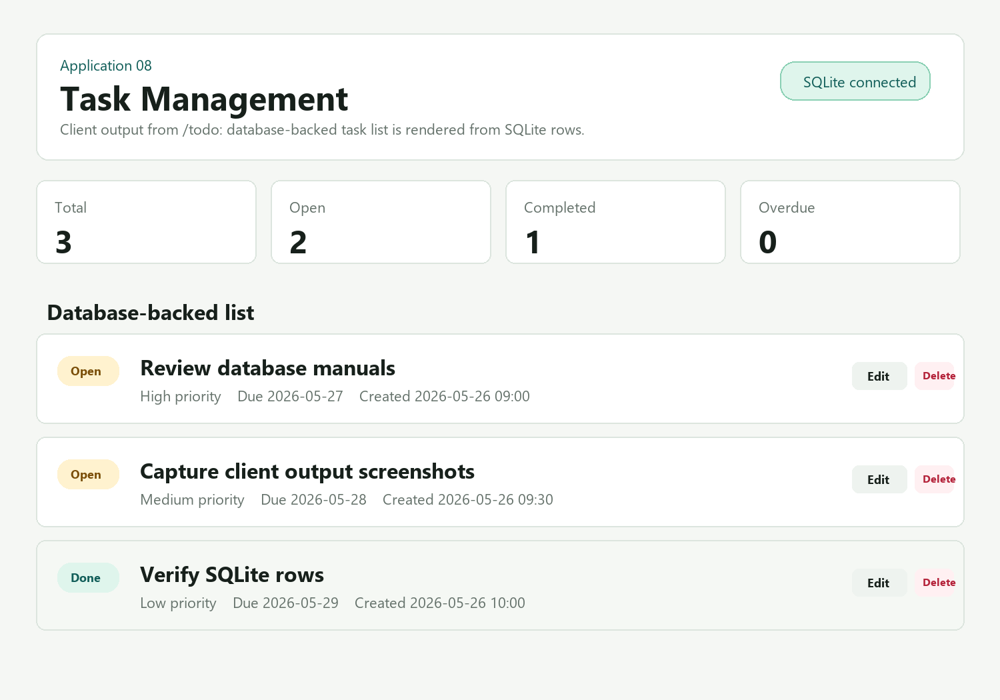 Application 08
Task Management
SQLite connected
Client output from /todo: database-backed task list is rendered from SQLite rows.
Total
3
Open
2
Completed
1
Overdue
0
Database-backed list
Open
Review database manuals
High priority Due 2026-05-27 Created 2026-05-26 09:00
Edit
Delete
Open
Capture client output screenshots
Medium priority Due 2026-05-28 Created 2026-05-26 09:30
Edit
Delete
Done
Verify SQLite rows
Low priority Due 2026-05-29 Created 2026-05-26 10:00
Edit
Delete